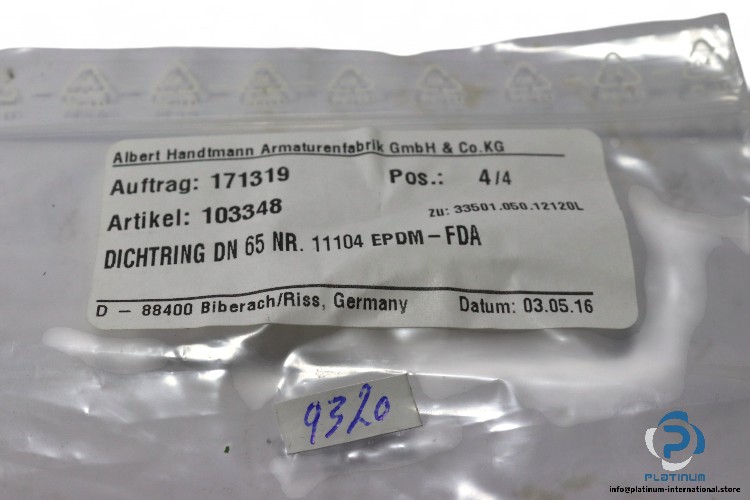 Albert Handtmann Armaturenfabrik GmbH & Co.KG
Auftrag: 171319 Pos.: 4/4
Artikel: 103348 zu: 33501.050.12120L
DICHTRING DN 65 NR. 11104 EPDM-FDA
D - 88400 Biberach/Riss, Germany Datum: 03.05.16
9320
PLATINUM
info@platinum-international.store